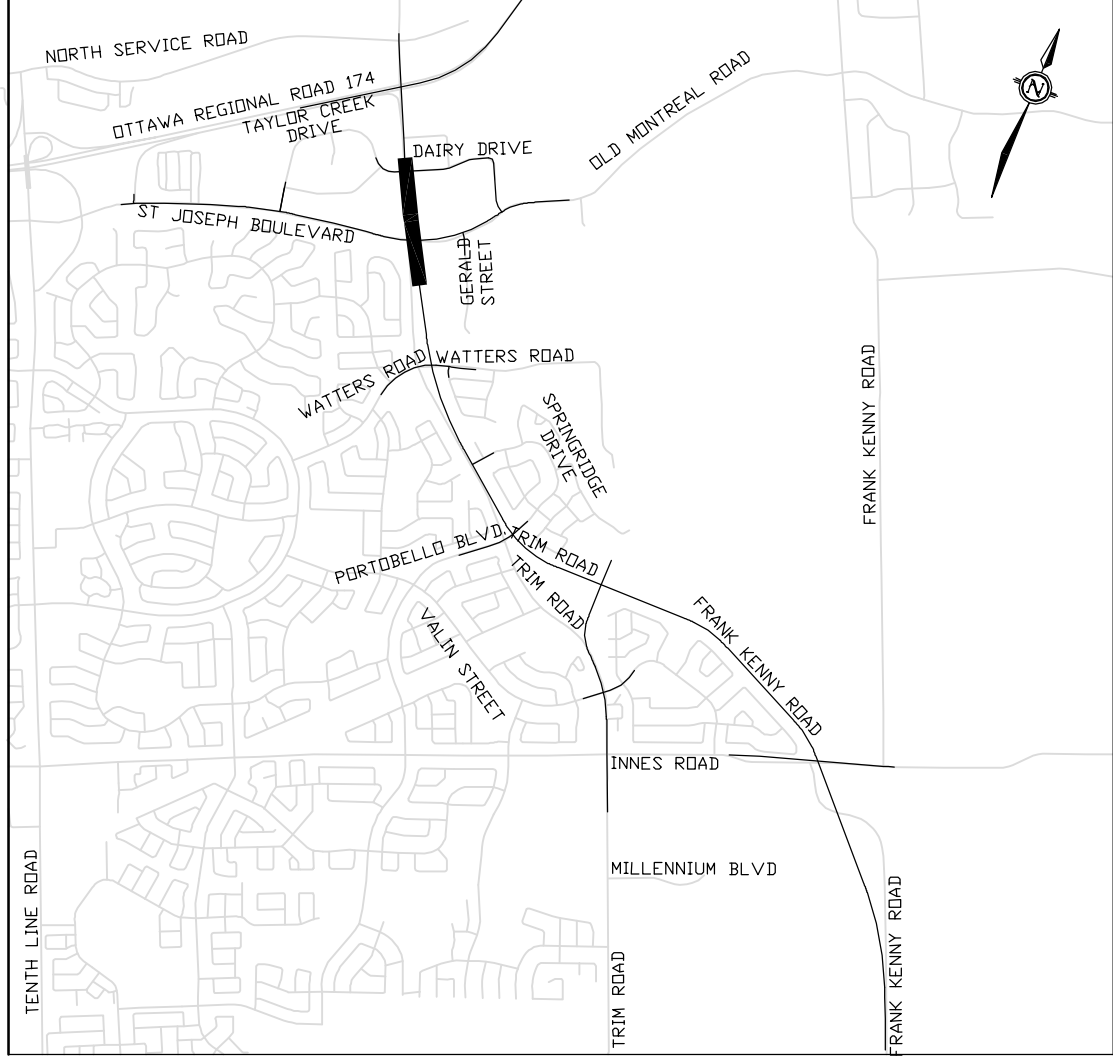 NORTH SERVICE ROAD
OTTAWA REGIONAL ROAD 174
TAYLOR CREEK
DRIVE
DAIRY DRIVE
OLD MONTREAL ROAD
N
ST JOSEPH BOULEVARD
GERALD
STREET
WATTERS ROAD
WATTERS ROAD
SPRINGRIDGE
DRIVE
FRANK KENNY ROAD
PORTOBELLO BLVD.
TRIM ROAD
TRIM ROAD
VALIN STREET
FRANK KENNY ROAD
INNES ROAD
MILLENNIUM BLVD
TENTH LINE ROAD
TRIM ROAD
FRANK KENNY ROAD